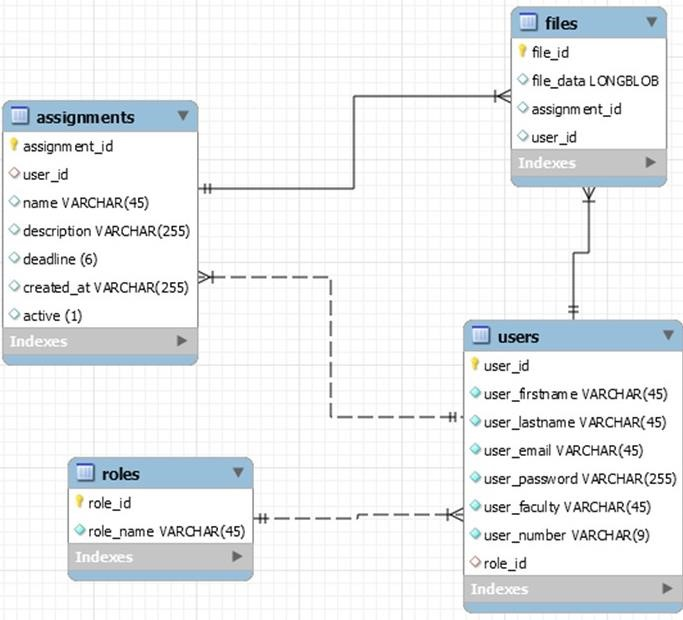 files
file_id
file_data LONGBLOB
assignment_id
user_id
Indexes
assignments
assignment_id
user_id
name VARCHAR(45)
description VARCHAR(255)
deadline (6)
created_at VARCHAR(255)
active (1)
Indexes
users
user_id
user_firstname VARCHAR(45)
user_lastname VARCHAR(45)
user_email VARCHAR(45)
user_password VARCHAR(255)
user_faculty VARCHAR(45)
user_number VARCHAR(9)
role_id
Indexes
roles
role_id
role_name VARCHAR(45)
Indexes